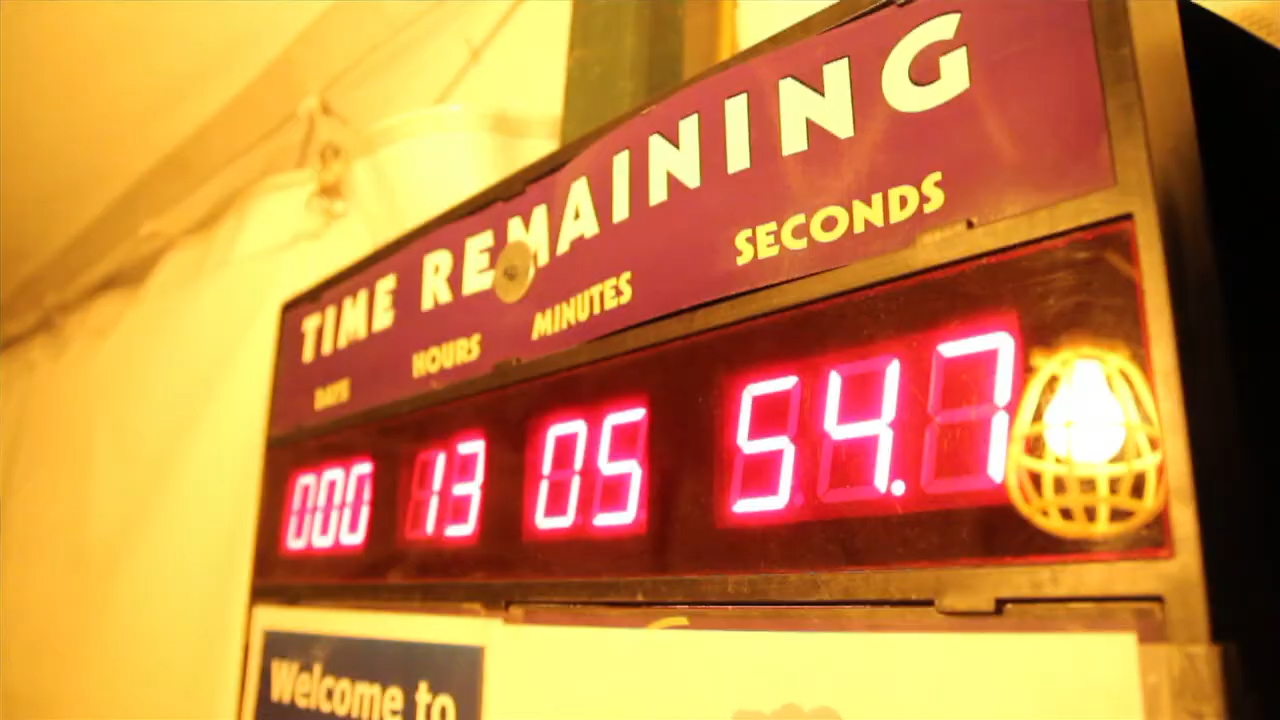 TIME REMAINING
DAYS HOURS MINUTES SECONDS
000 13 05 54.7
Welcome to